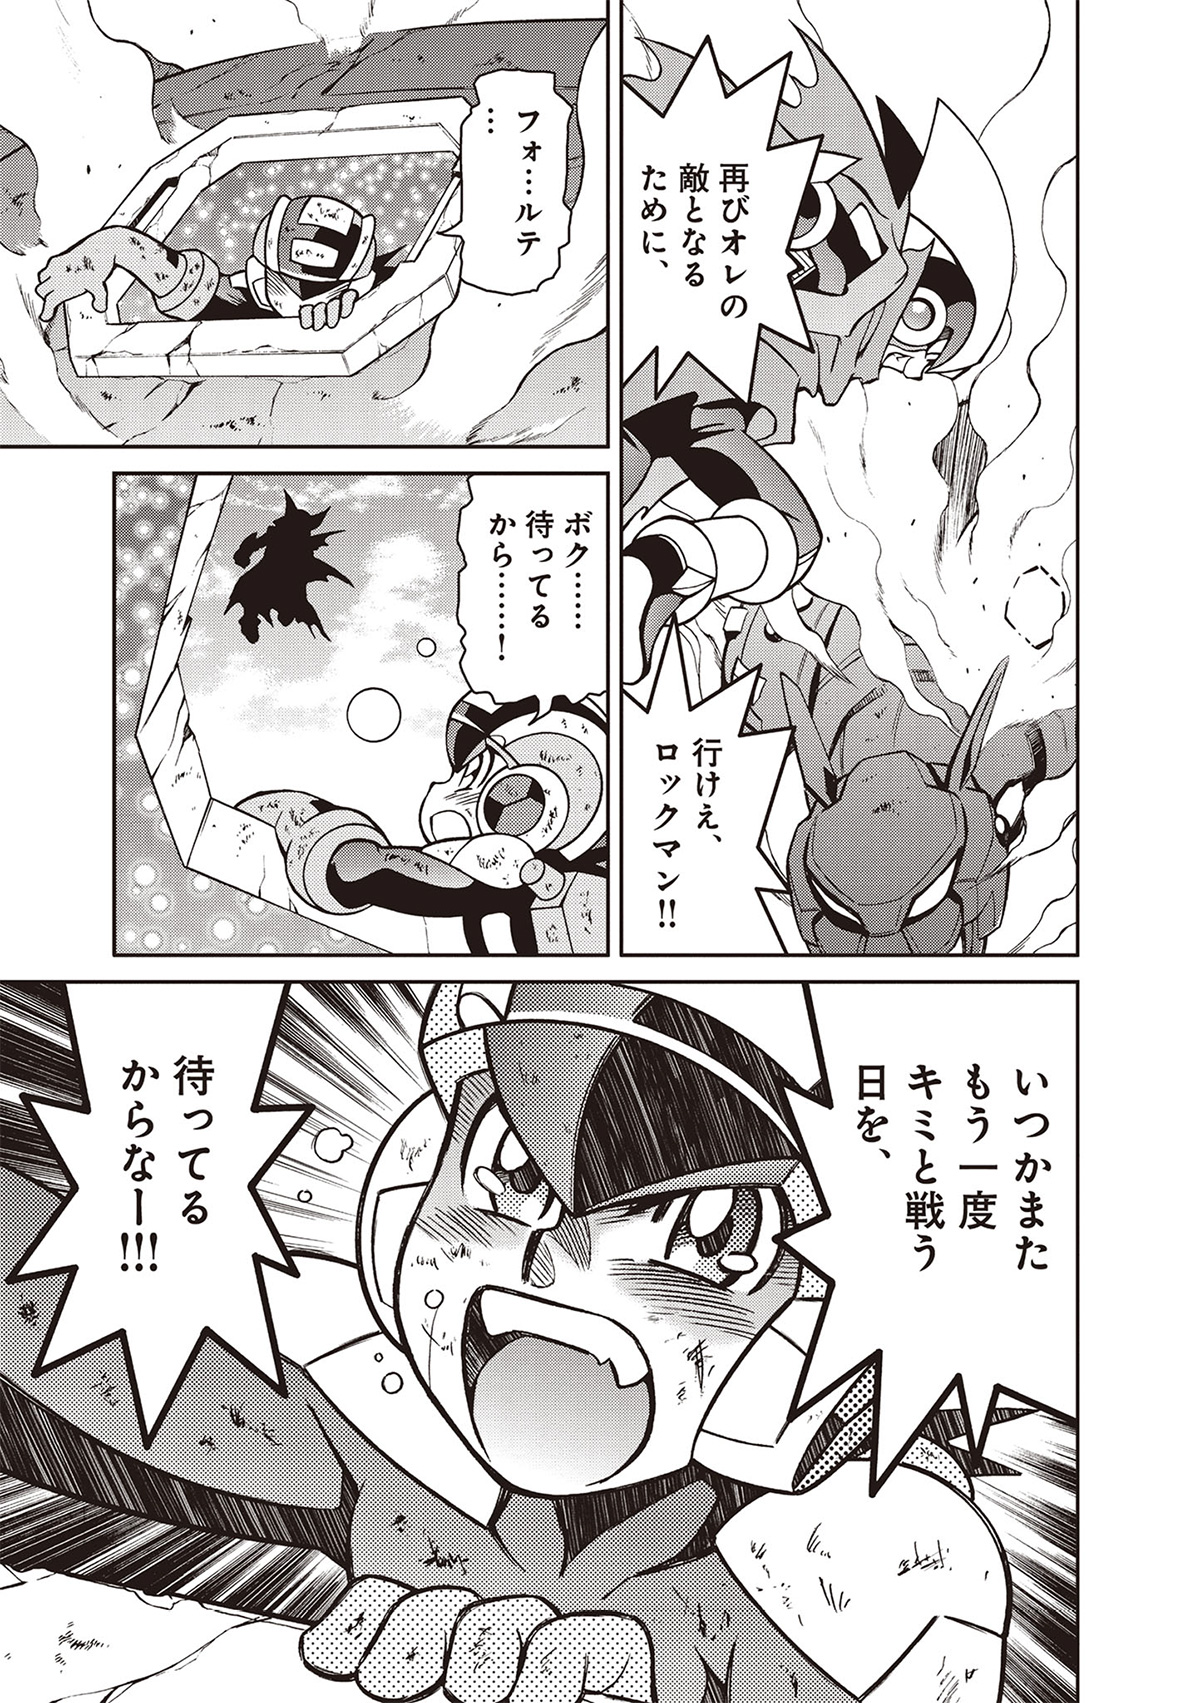 再びオレの
敵となる
ために、
行けぇ、
ロックマン!!
フォ…ルテ
…
ボク……
待ってる
から……!
いつかまた
もう一度
キミと戦う
日を、
待ってる
からなー!!!